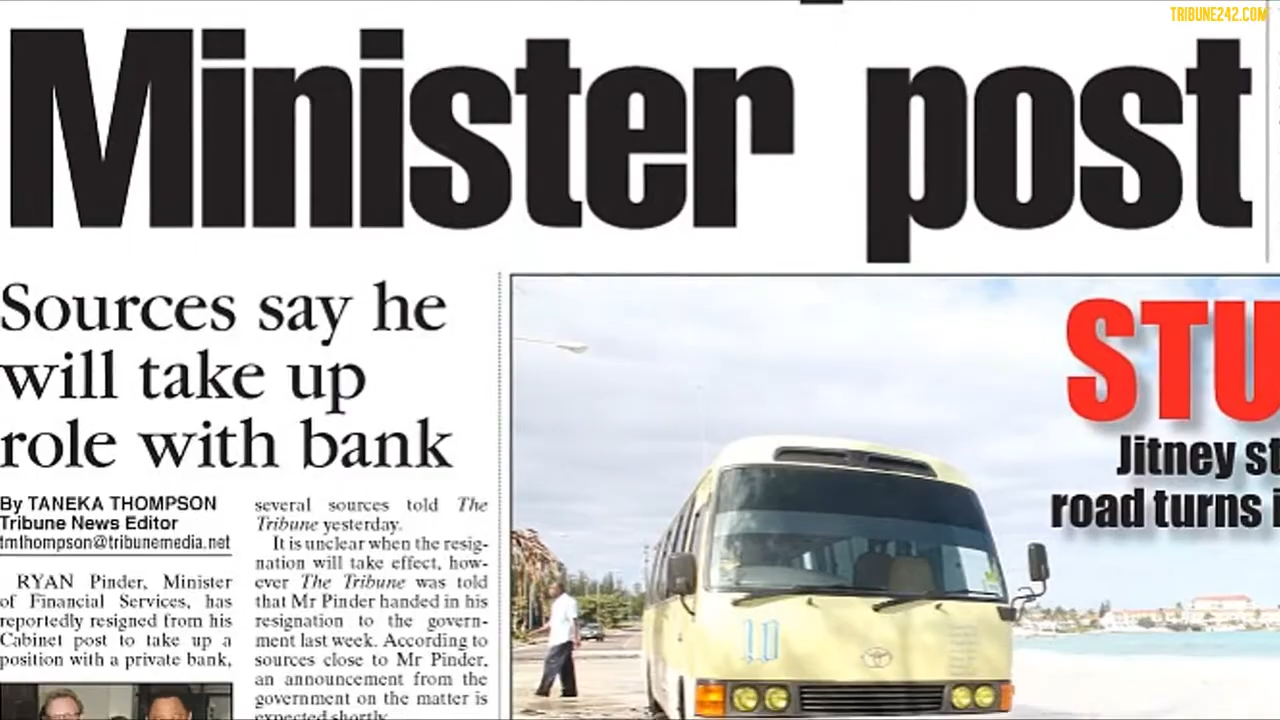 TRIBUNE242.COM
Minister post
Sources say he
will take up
role with bank
By TANEKA THOMPSON
Tribune News Editor
tmthompson@tribunemedia.net
RYAN Pinder, Minister
of Financial Services, has
reportedly resigned from his
Cabinet post to take up a
position with a private bank,
several sources told The
Tribune yesterday.
It is unclear when the resig-
nation will take effect, how-
ever The Tribune was told
that Mr Pinder handed in his
resignation to the govern-
ment last week. According to
sources close to Mr Pinder,
an announcement from the
government on the matter is
expected shortly.
STU
Jitney st
road turns i
10